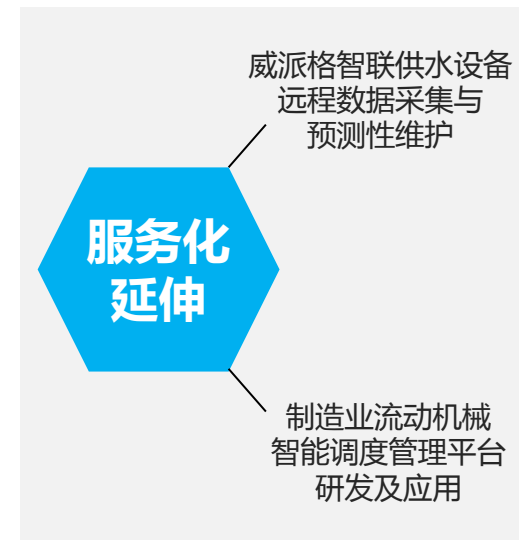 威派格智联供水设备
远程数据采集与
预测性维护
服务化
延伸
制造业流动机械
智能调度管理平台
研发及应用